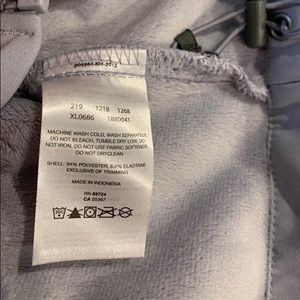 219 1218 1268
XL0686 1880041
MACHINE WASH COLD, WASH SEPARATELY,
DO NOT BLEACH, TUMBLE DRY LOW, DO
NOT IRON, DO NOT USE FABRIC SOFTENER,
DO NOT DRYCLEAN
SHELL: 94% POLYESTER, 6.0% ELASTANE
EXCLUSIVE OF TRIMMING
MADE IN INDONESIA
RN 69724
CA 05367